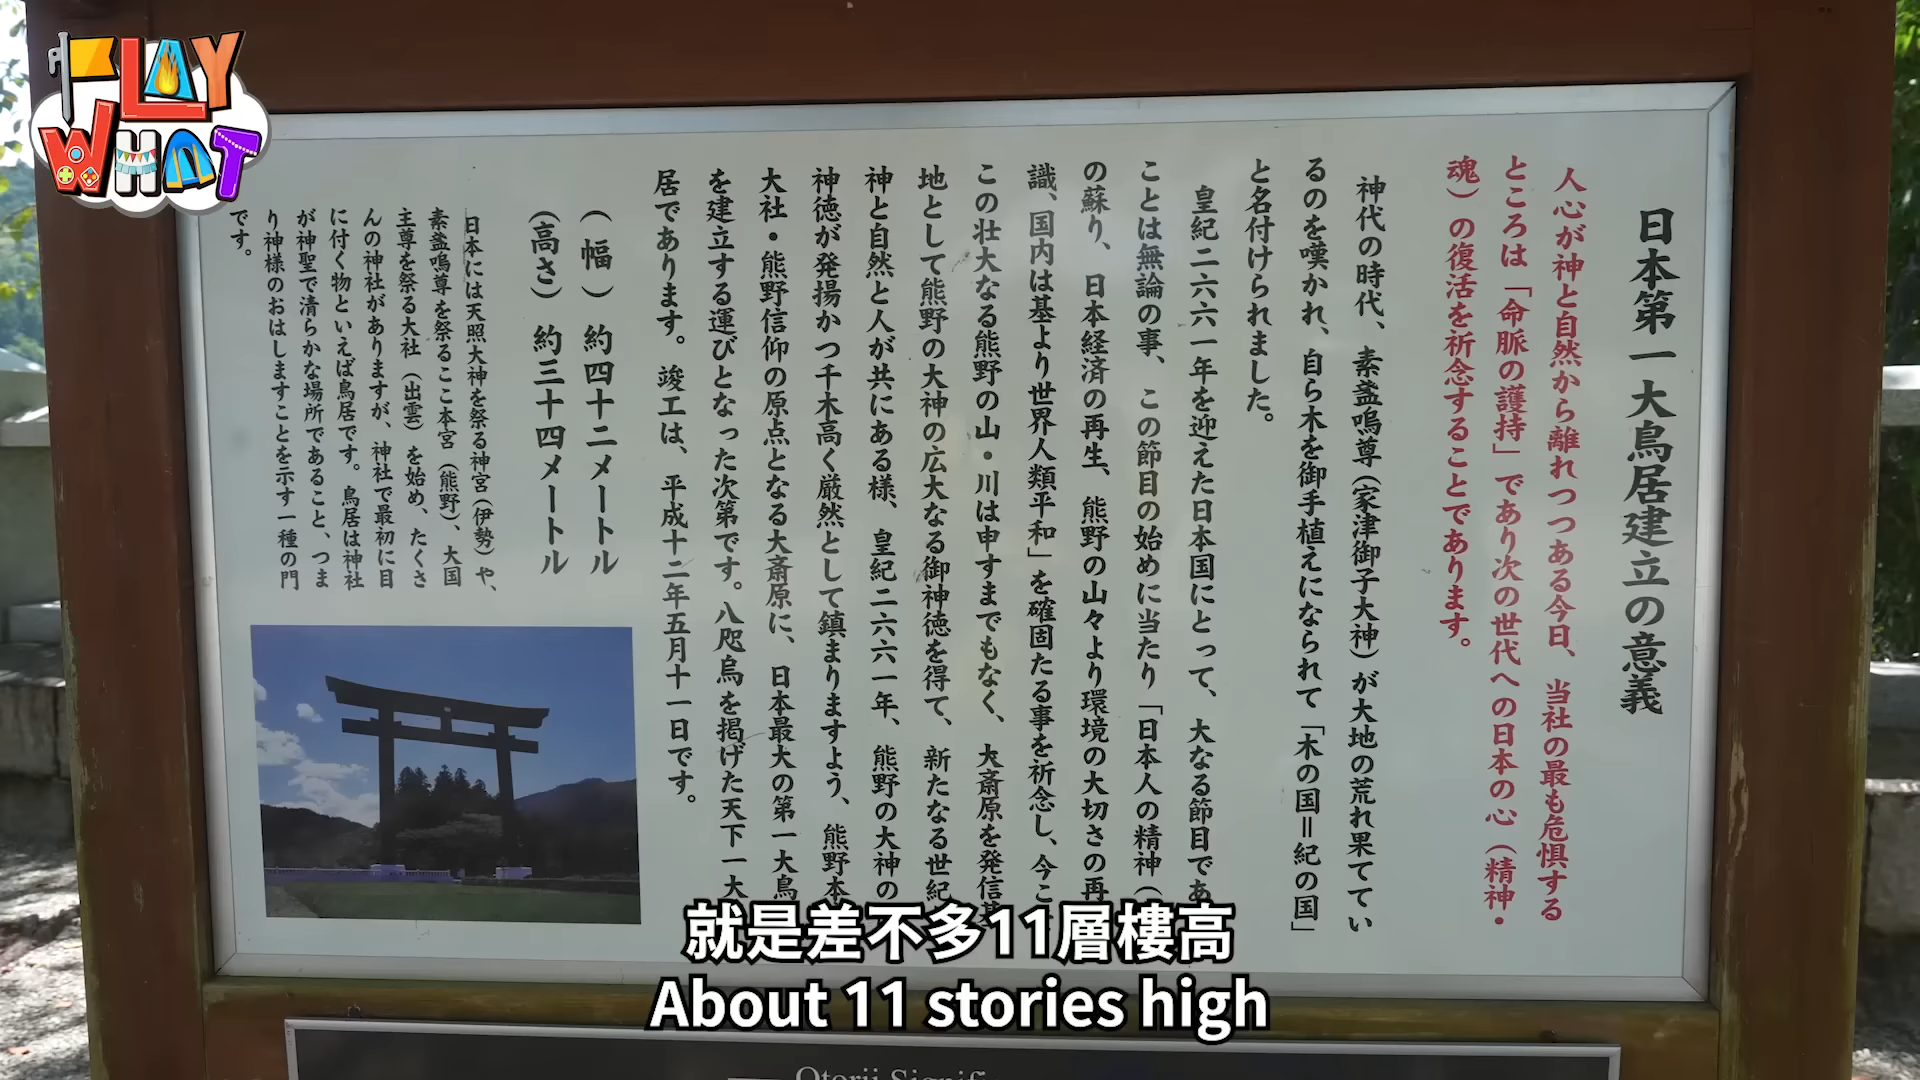 PLAY
WHAT
日本第一大鳥居建立の意義
人心が神と自然から離れつつある今日、当社の最も危惧する
ところは「命脈の護持」であり次の世代への日本の心（精神・
魂）の復活を祈念することであります。
神代の時代、素盞嗚尊（家津御子大神）が大地の荒れ果ててい
るのを嘆かれ、自ら木を御手植えになられて「木の国＝紀の国」
と名付けられました。
皇紀二六六一年を迎えた日本国にとって、大なる節目であ
ことは無論の事、この節目の始めに当たり「日本人の精神（
の蘇り、日本経済の再生、熊野の山々より環境の大切さの再
識、国内は基より世界人類平和」を確固たる事を祈念し、今こ
この壮大なる熊野の山・川は申すまでもなく、大斎原を発信基
地として熊野の大神の広大なる御神徳を得て、新たなる世紀
神と自然と人が共にある様、皇紀二六六一年、熊野の大神の
神徳が発揚かつ千木高く厳然として鎮まりますよう、熊野本
大社・熊野信仰の原点となる大斎原に、日本最大の第一大鳥
を建立する運びとなった次第です。八咫烏を掲げた天下一大
居であります。竣工は、平成十二年五月十一日です。
（幅）約四十二メートル
（高さ）約三十四メートル
日本には天照大神を祭る神宮（伊勢）や、
素盞嗚尊を祭るここ本宮（熊野）、大国
主尊を祭る大社（出雲）を始め、たくさ
んの神社がありますが、神社で最初に目
に付く物といえば鳥居です。鳥居は神社
が神聖で清らかな場所であること、つま
り神様のおはしますことを示す一種の門
です。
就是差不多11層樓高
About 11 stories high
Otorii